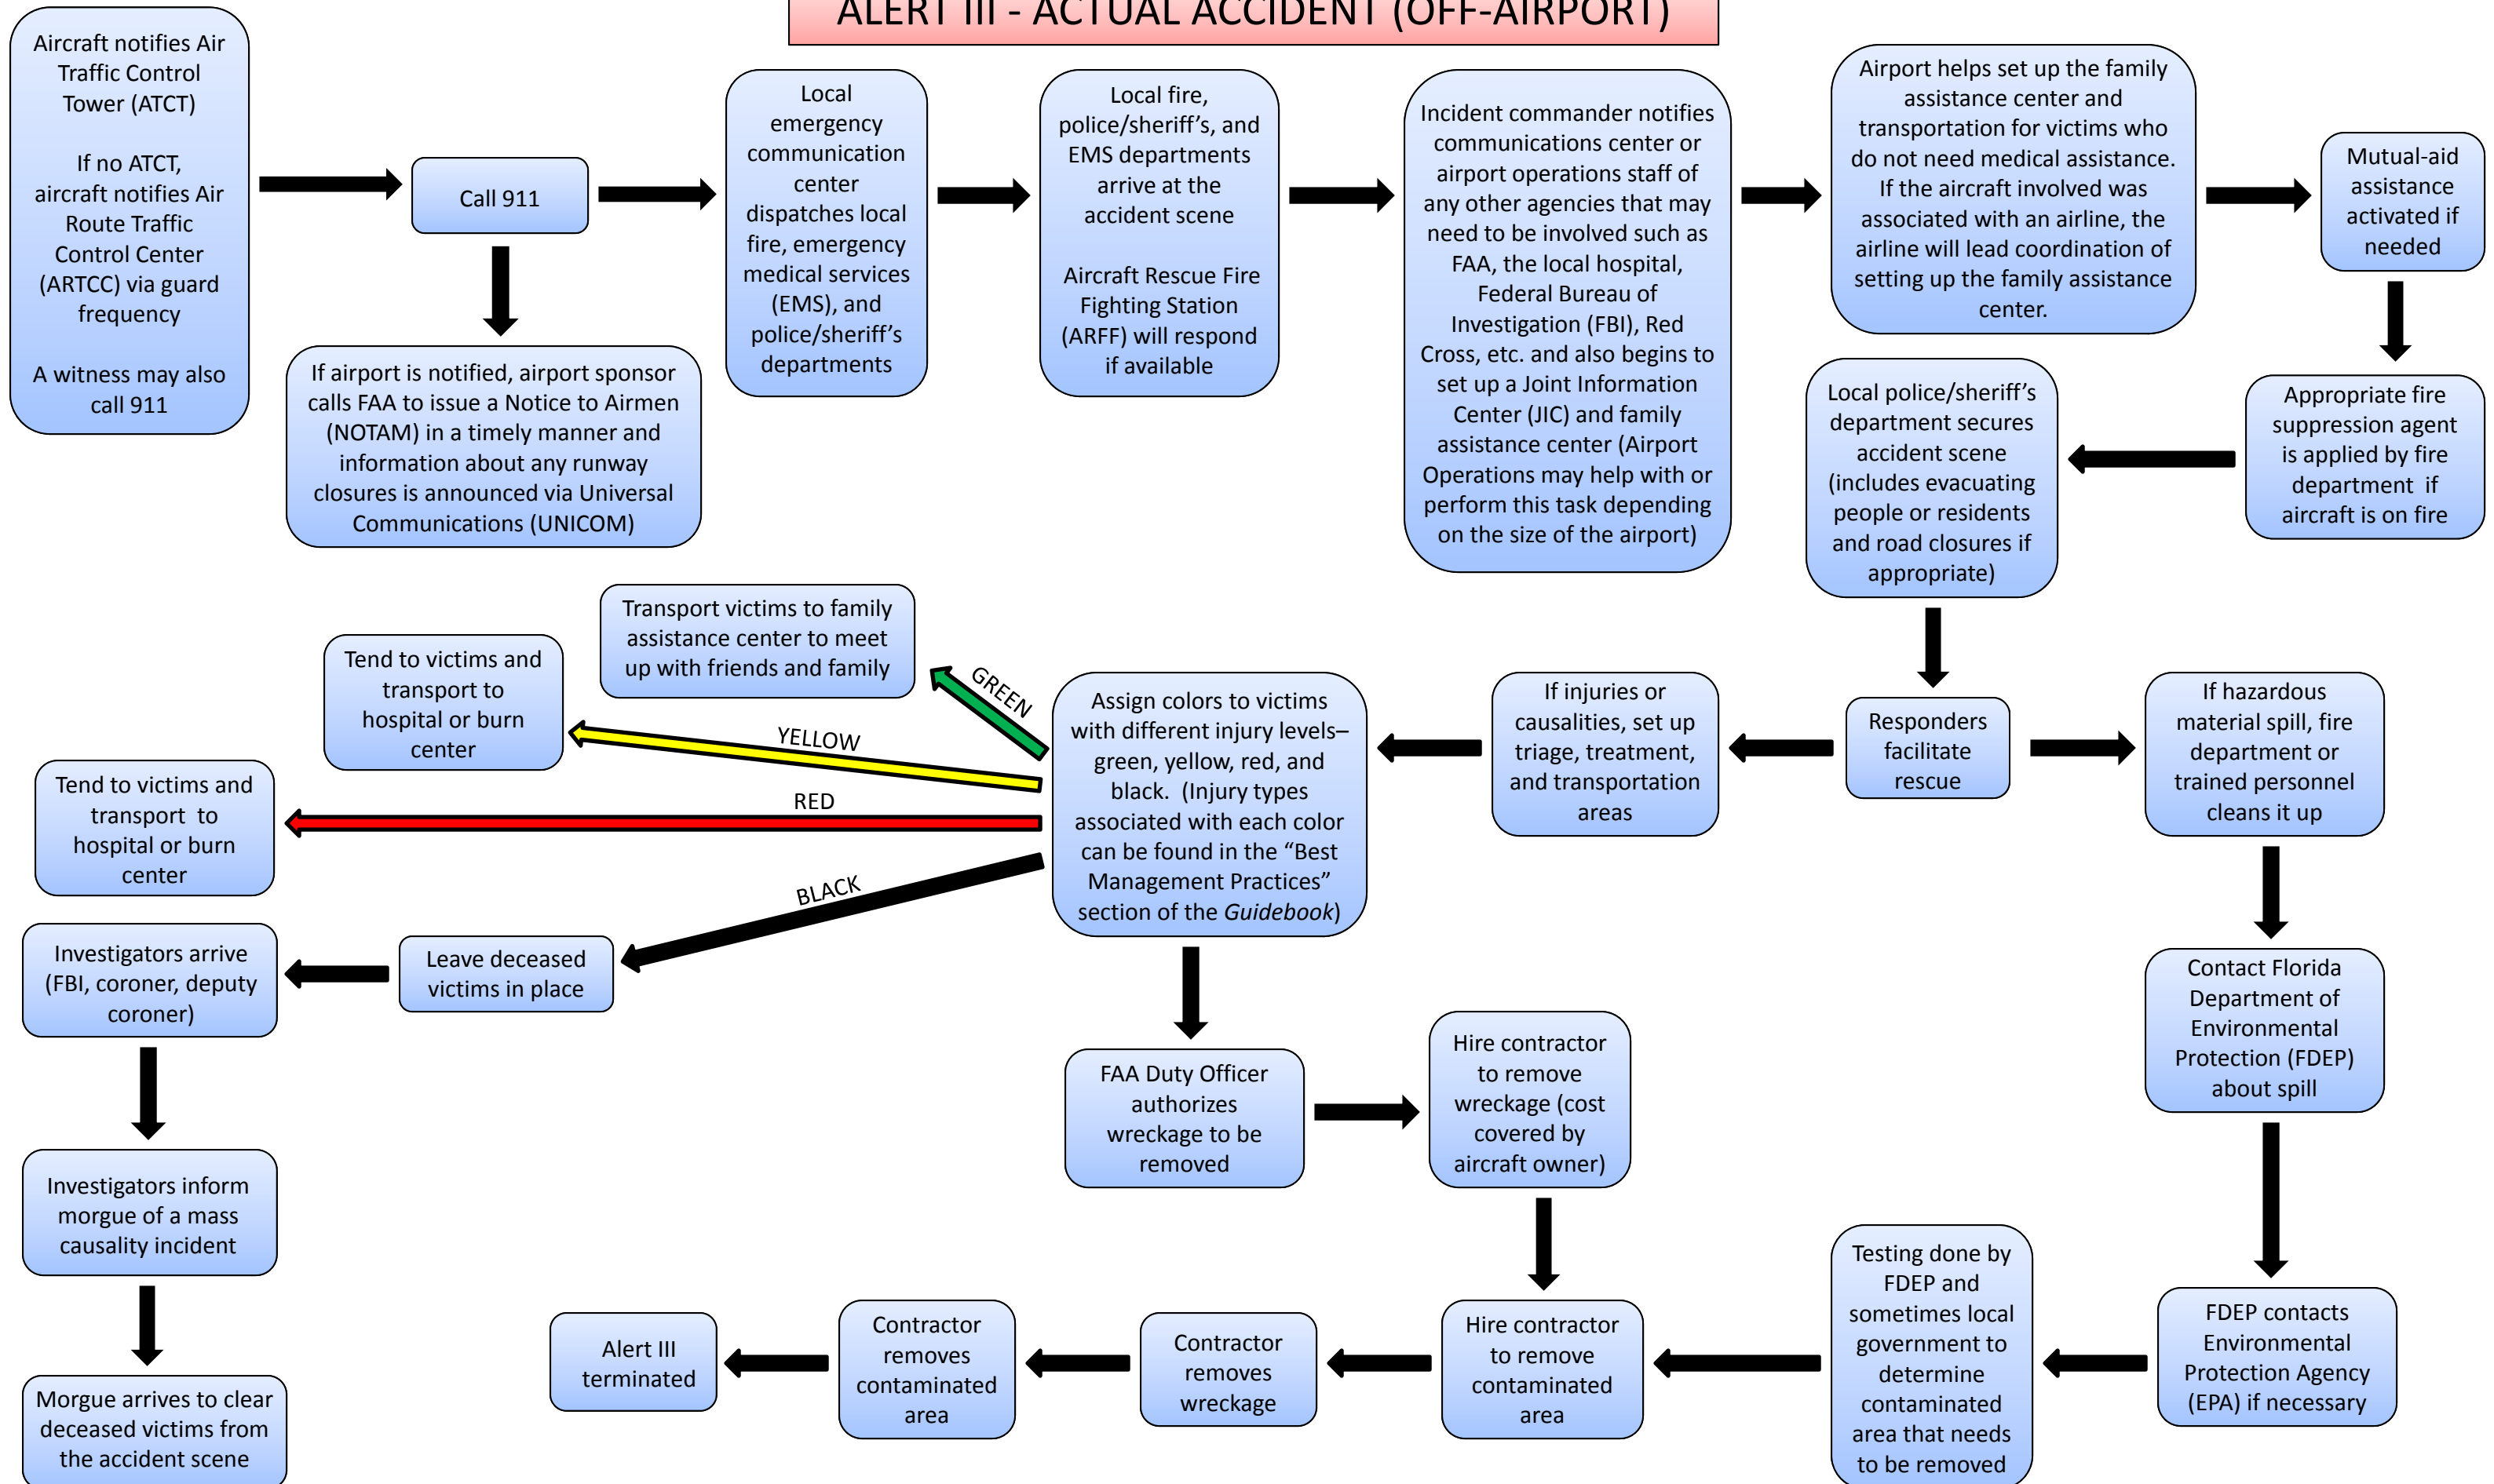 ALERT III - ACTUAL ACCIDENT (OFF-AIRPORT)
Aircraft notifies Air
Traffic Control
Tower (ATCT)
If no ATCT,
aircraft notifies Air
Route Traffic
Control Center
(ARTCC) via guard
frequency
A witness may also
call 911
Call 911
If airport is notified, airport sponsor
calls FAA to issue a Notice to Airmen
(NOTAM) in a timely manner and
information about any runway
closures is announced via Universal
Communications (UNICOM)
Local
emergency
communication
center
dispatches local
fire, emergency
medical services
(EMS), and
police/sheriff’s
departments
Local fire,
police/sheriff’s, and
EMS departments
arrive at the
accident scene
Aircraft Rescue Fire
Fighting Station
(ARFF) will respond
if available
Incident commander notifies
communications center or
airport operations staff of
any other agencies that may
need to be involved such as
FAA, the local hospital,
Federal Bureau of
Investigation (FBI), Red
Cross, etc. and also begins to
set up a Joint Information
Center (JIC) and family
assistance center (Airport
Operations may help with or
perform this task depending
on the size of the airport)
Airport helps set up the family
assistance center and
transportation for victims who
do not need medical assistance.
If the aircraft involved was
associated with an airline, the
airline will lead coordination of
setting up the family assistance
center.
Mutual-aid
assistance
activated if
needed
Appropriate fire
suppression agent
is applied by fire
department if
aircraft is on fire
Local police/sheriff’s
department secures
accident scene
(includes evacuating
people or residents
and road closures if
appropriate)
Responders
facilitate
rescue
If hazardous
material spill, fire
department or
trained personnel
cleans it up
If injuries or
causalities, set up
triage, treatment,
and transportation
areas
Assign colors to victims
with different injury levels–
green, yellow, red, and
black. (Injury types
associated with each color
can be found in the “Best
Management Practices”
section of the Guidebook)
GREEN
Transport victims to family
assistance center to meet
up with friends and family
YELLOW
Tend to victims and
transport to
hospital or burn
center
RED
Tend to victims and
transport to
hospital or burn
center
BLACK
Leave deceased
victims in place
Investigators arrive
(FBI, coroner, deputy
coroner)
Investigators inform
morgue of a mass
causality incident
Morgue arrives to clear
deceased victims from
the accident scene
FAA Duty Officer
authorizes
wreckage to be
removed
Hire contractor
to remove
wreckage (cost
covered by
aircraft owner)
Contact Florida
Department of
Environmental
Protection (FDEP)
about spill
FDEP contacts
Environmental
Protection Agency
(EPA) if necessary
Testing done by
FDEP and
sometimes local
government to
determine
contaminated
area that needs
to be removed
Hire contractor
to remove
contaminated
area
Contractor
removes
wreckage
Contractor
removes
contaminated
area
Alert III
terminated